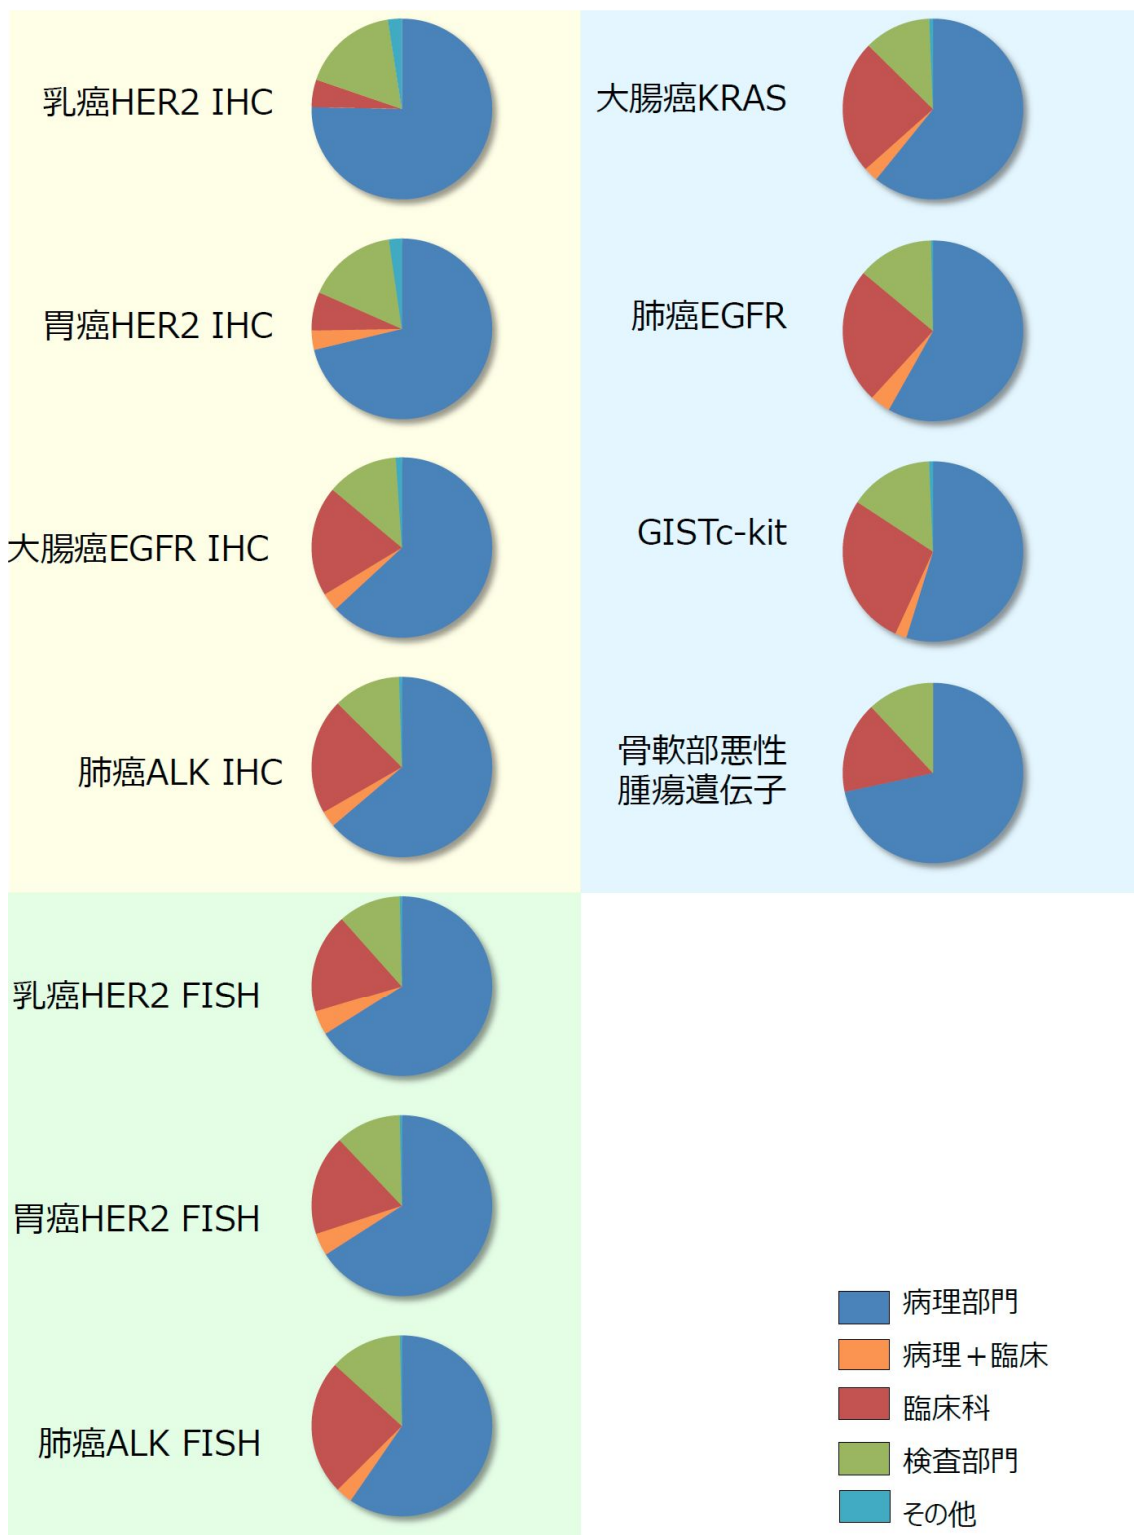 乳癌HER2 IHC
胃癌HER2 IHC
大腸癌EGFR IHC
肺癌ALK IHC
乳癌HER2 FISH
胃癌HER2 FISH
肺癌ALK FISH
大腸癌KRAS
肺癌EGFR
GISTc-kit
骨軟部悪性
腫瘍遺伝子
病理部門
病理+臨床
臨床科
検査部門
その他